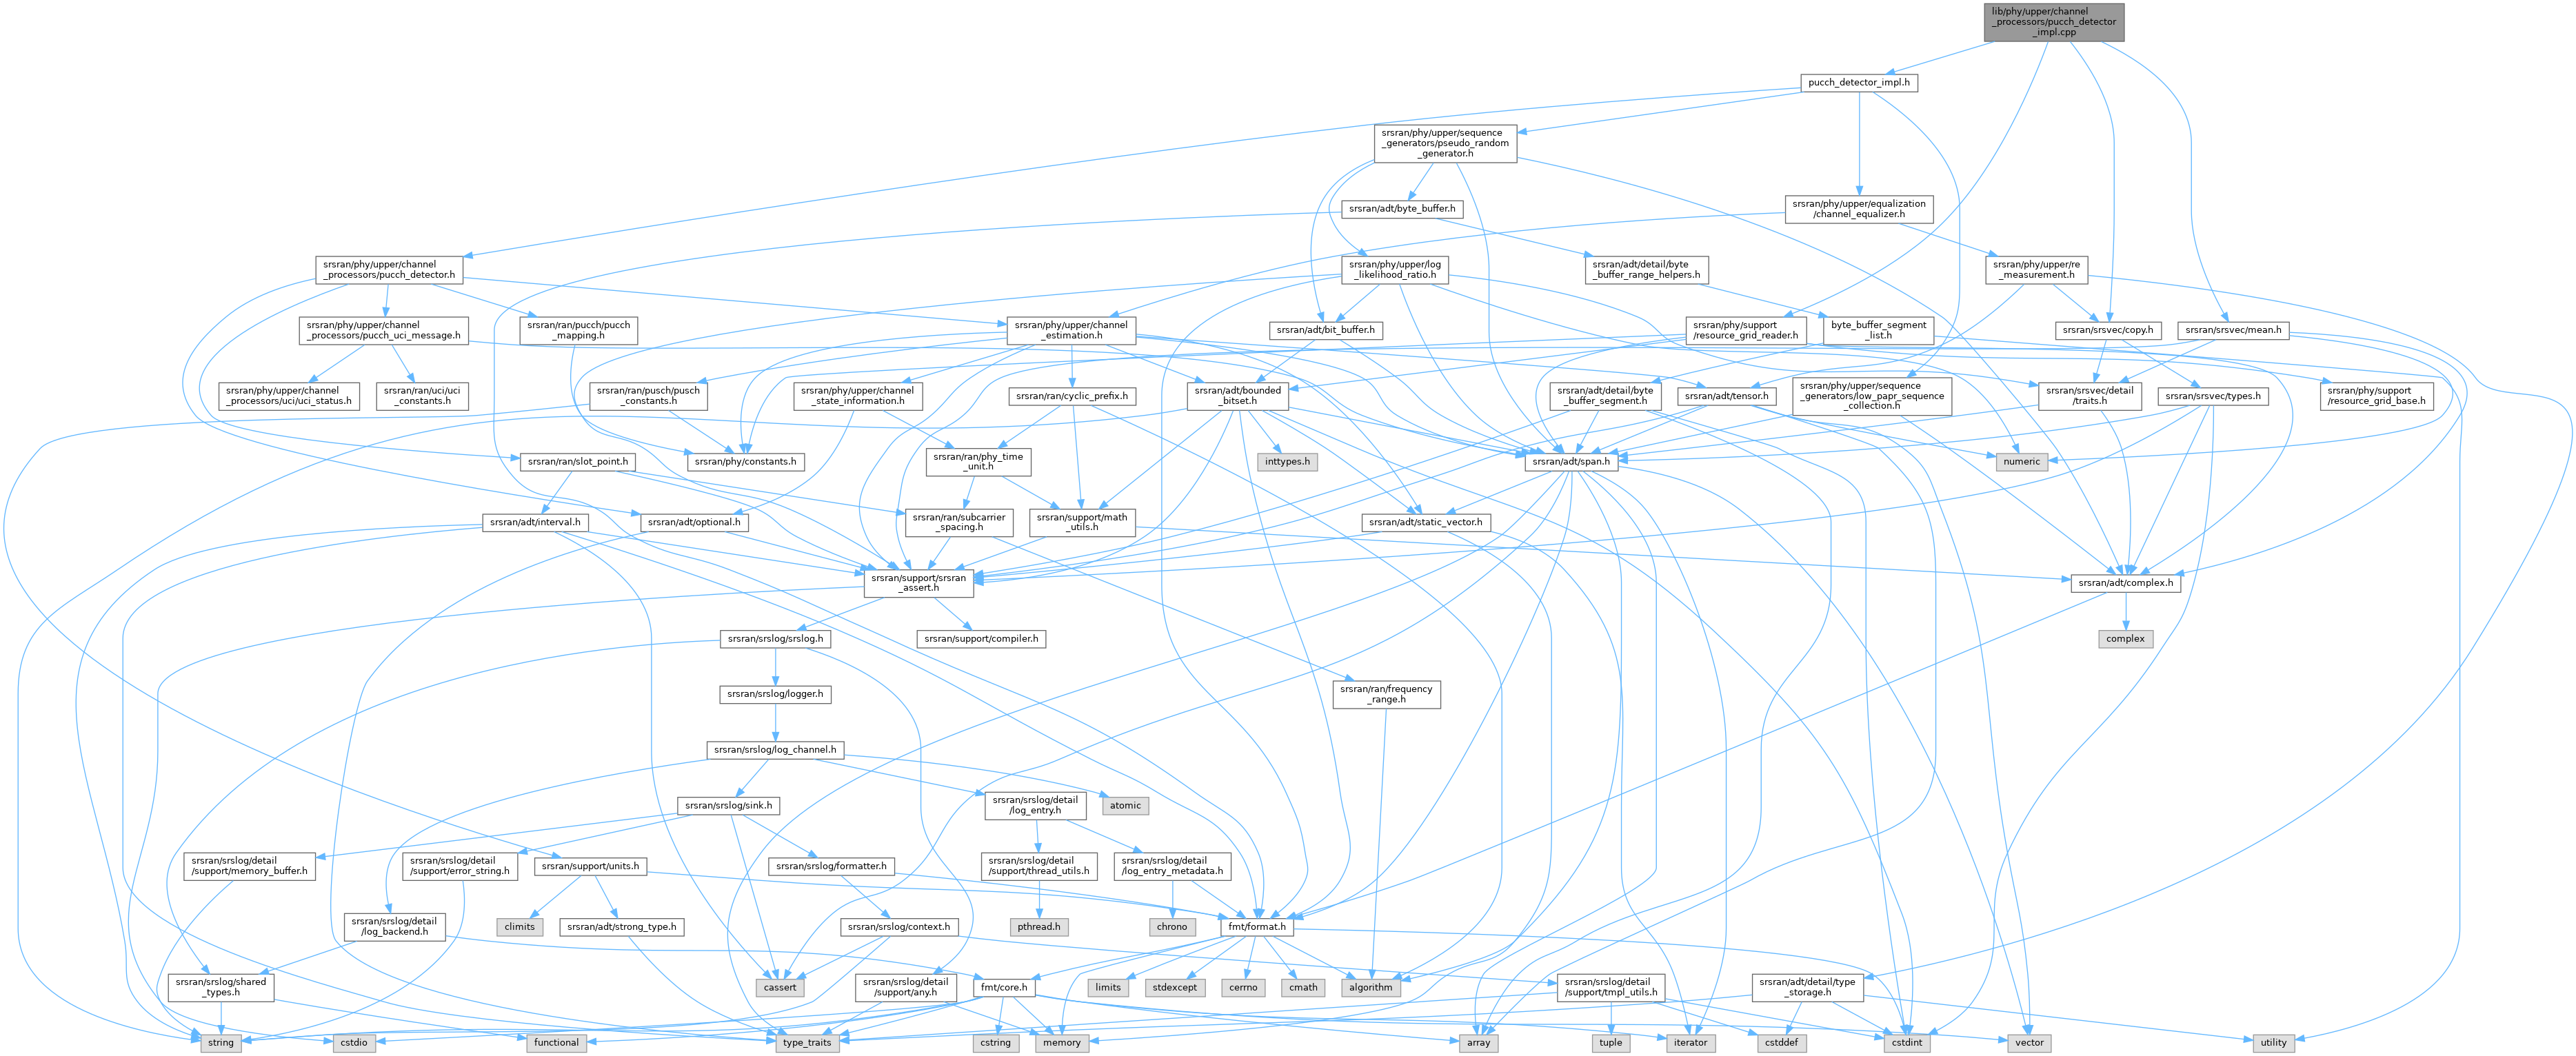 lib/phy/upper/channel
_processors/pucch_detector
_impl.cpp
pucch_detector_impl.h
srsran/phy/upper/sequence
_generators/pseudo_random
_generator.h
srsran/adt/byte_buffer.h
srsran/phy/upper/equalization
/channel_equalizer.h
srsran/phy/upper/channel
_processors/pucch_detector.h
srsran/phy/upper/log
_likelihood_ratio.h
srsran/adt/detail/byte
_buffer_range_helpers.h
srsran/phy/upper/re
_measurement.h
srsran/phy/upper/channel
_processors/pucch_uci_message.h
srsran/ran/pucch/pucch
_mapping.h
srsran/phy/upper/channel
_estimation.h
srsran/adt/bit_buffer.h
srsran/phy/support
/resource_grid_reader.h
byte_buffer_segment
_list.h
srsran/srsvec/copy.h
srsran/srsvec/mean.h
srsran/phy/upper/channel
_processors/uci/uci_status.h
srsran/ran/uci/uci
_constants.h
srsran/ran/pusch/pusch
_constants.h
srsran/phy/upper/channel
_state_information.h
srsran/ran/cyclic_prefix.h
srsran/adt/bounded
_bitset.h
srsran/adt/detail/byte
_buffer_segment.h
srsran/adt/tensor.h
srsran/phy/upper/sequence
_generators/low_papr_sequence
_collection.h
srsran/srsvec/detail
/traits.h
srsran/srsvec/types.h
srsran/phy/support
/resource_grid_base.h
srsran/ran/slot_point.h
srsran/phy/constants.h
srsran/ran/phy_time
_unit.h
inttypes.h
srsran/adt/span.h
numeric
srsran/adt/interval.h
srsran/adt/optional.h
srsran/ran/subcarrier
_spacing.h
srsran/support/math
_utils.h
srsran/adt/static_vector.h
srsran/support/srsran
_assert.h
srsran/adt/complex.h
srsran/srslog/srslog.h
srsran/support/compiler.h
complex
srsran/srslog/logger.h
srsran/ran/frequency
_range.h
srsran/srslog/log_channel.h
srsran/srslog/sink.h
srsran/srslog/detail
/log_entry.h
atomic
srsran/srslog/detail
/support/memory_buffer.h
srsran/srslog/detail
/support/error_string.h
srsran/support/units.h
srsran/srslog/formatter.h
srsran/srslog/detail
/support/thread_utils.h
srsran/srslog/detail
/log_entry_metadata.h
srsran/srslog/detail
/log_backend.h
climits
srsran/adt/strong_type.h
srsran/srslog/context.h
pthread.h
chrono
fmt/format.h
srsran/srslog/shared
_types.h
cassert
srsran/srslog/detail
/support/any.h
fmt/core.h
limits
stdexcept
cerrno
cmath
algorithm
srsran/srslog/detail
/support/tmpl_utils.h
srsran/adt/detail/type
_storage.h
string
cstdio
functional
type_traits
cstring
memory
array
tuple
iterator
cstddef
cstdint
vector
utility